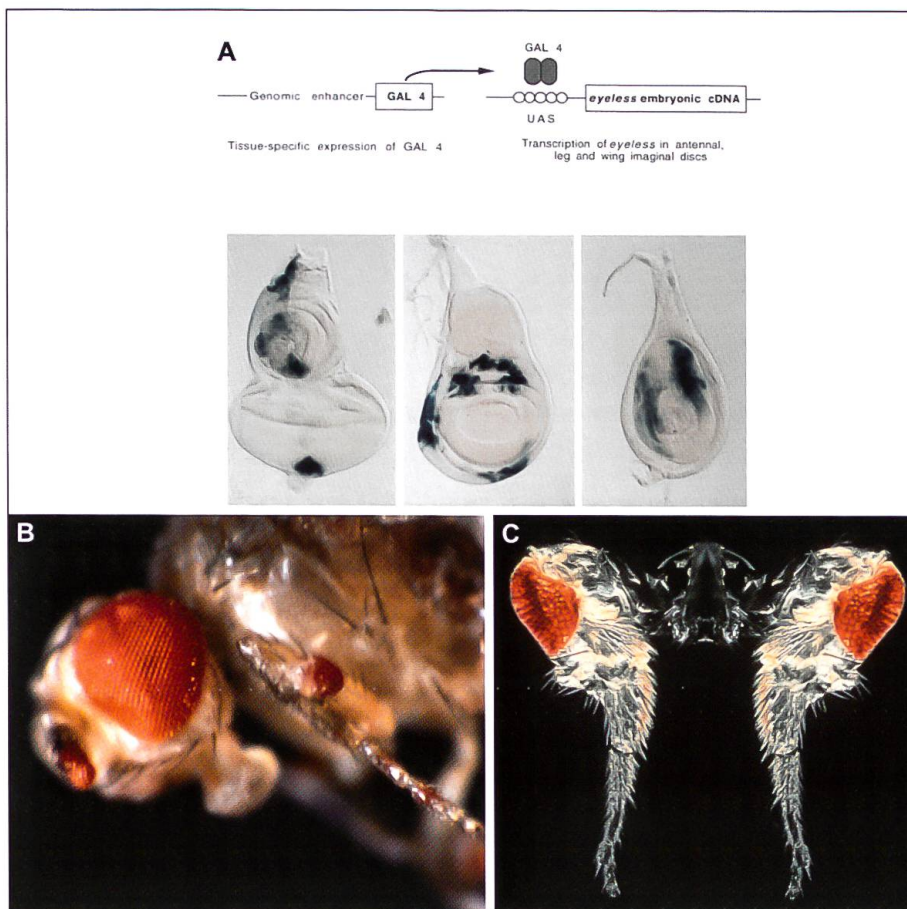 A
GAL 4
Genomic enhancer
GAL 4
eyeless embryonic cDNA
UAS
Tissue-specific expression of GAL 4
Transcription of eyeless in antennal,
leg and wing imaginal discs
B
C